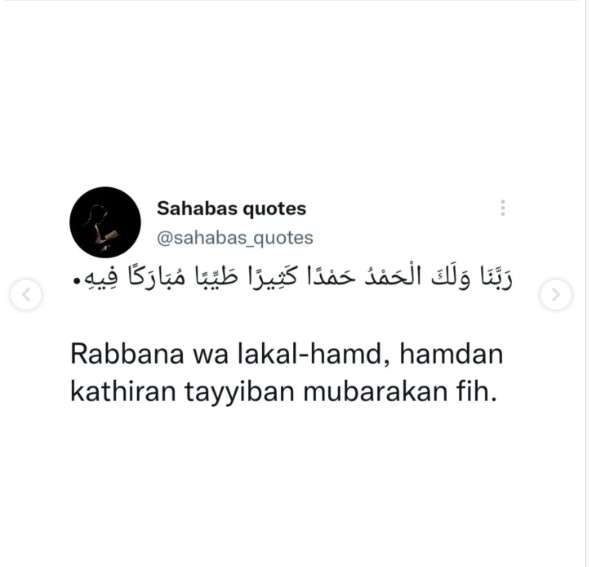 Sahabas quotes
@sahabas_quotes
رَبَّنَا وَلَكَ الْحَمْدُ حَمْدًا كَثِيرًا طَيِّبًا مُبَارَكًا فِيهِ.
Rabbana wa lakal-hamd, hamdan
kathiran tayyiban mubarakan fih.